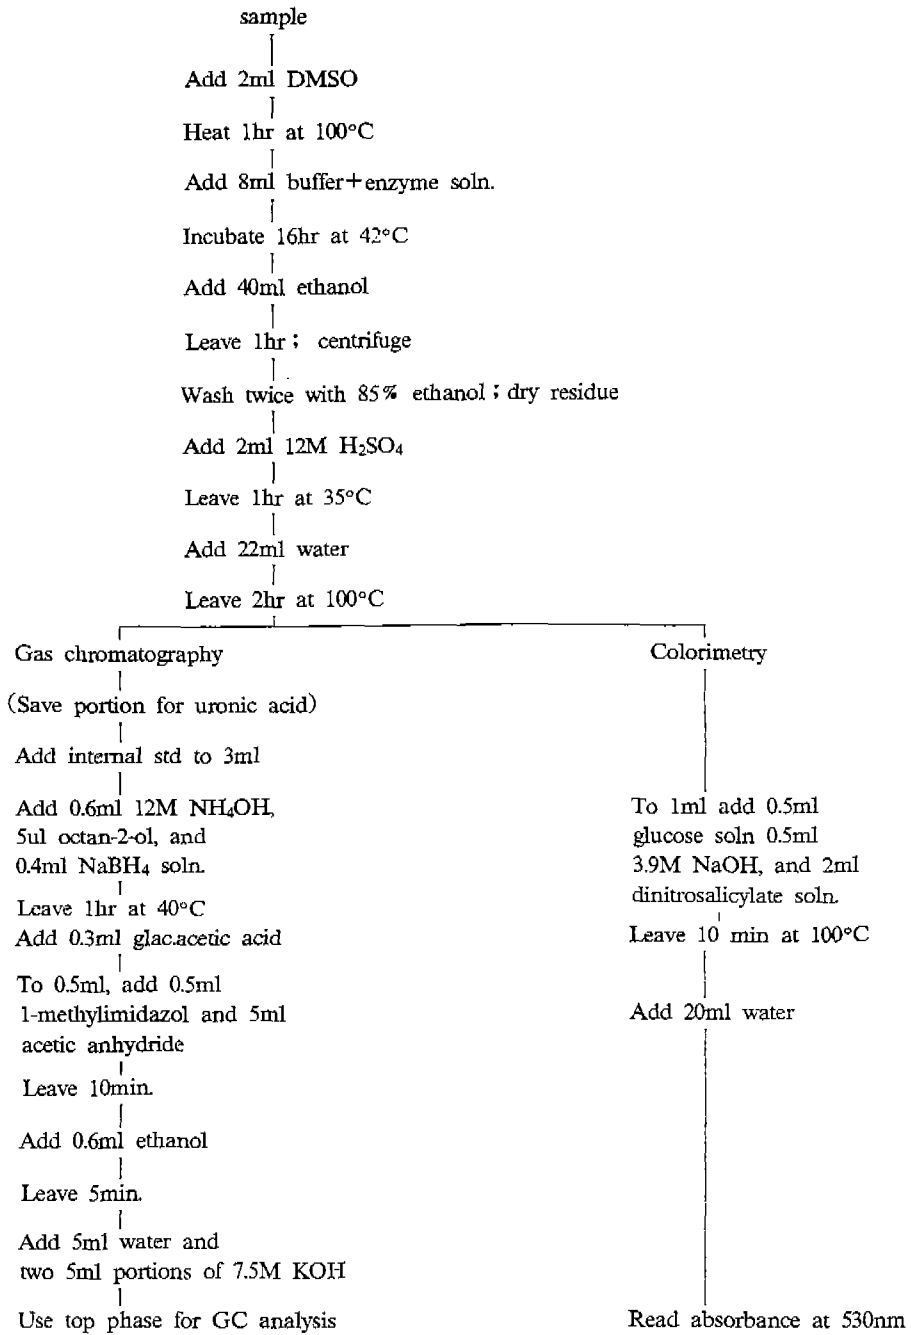 sample
Add 2ml DMSO
Heat 1hr at 100°C
Add 8ml buffer+enzyme soln.
Incubate 16hr at 42°C
Add 40ml ethanol
Leave 1hr; centrifuge
Wash twice with 85% ethanol; dry residue
Add 2ml 12M H₂SO₄
Leave 1hr at 35°C
Add 22ml water
Leave 2hr at 100°C
Gas chromatography
(Save portion for uronic acid)
Add internal std to 3ml
Add 0.6ml 12M NH₄OH,
5ul octan-2-ol, and
0.4ml NaBH₄ soln.
Leave 1hr at 40°C
Add 0.3ml glac.acetic acid
To 0.5ml, add 0.5ml
1-methylimidazol and 5ml
acetic anhydride
Leave 10min.
Add 0.6ml ethanol
Leave 5min.
Add 5ml water and
two 5ml portions of 7.5M KOH
Use top phase for GC analysis
Colorimetry
To 1ml add 0.5ml
glucose soln 0.5ml
3.9M NaOH, and 2ml
dinitrosalicylate soln.
Leave 10 min at 100°C
Add 20ml water
Read absorbance at 530nm